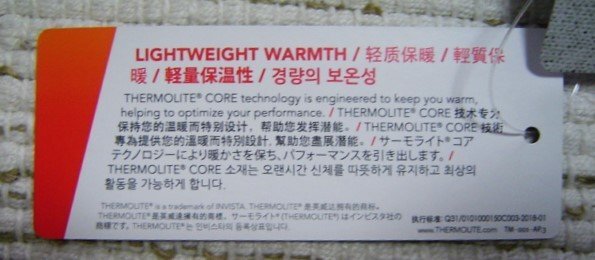 LIGHTWEIGHT WARMTH / 轻质保暖 / 輕質保
暖 / 軽量保温性 / 경량의 보온성
THERMOLITE® CORE technology is engineered to keep you warm,
helping to optimize your performance. / THERMOLITE® CORE 技术专为
保持您的温暖而特别设计，帮助您发挥潜能。 / THERMOLITE® CORE 技術
專為提供您的溫暖而特別設計, 幫助您盡展潛能。 / サーモライト® コア
テクノロジーにより暖かさを保ち、パフォーマンスを引き出します。 /
THERMOLITE® CORE 소재는 오랜시간 신체를 따뜻하게 유지하고 최상의
활동을 가능하게 합니다.
THERMOLITE® is a trademark of INVISTA. THERMOLITE® 是英威达拥有的商标。
THERMOLITE® 是英威達擁有的商標。サーモライト® (THERMOLITE®) はインビスタ社の
商標です。THERMOLITE®는 인비스타의 등록상표입니다.
执行标准: Q31/0101000150C003-2018-01
www.THERMOLITE.com TM-001-AP3